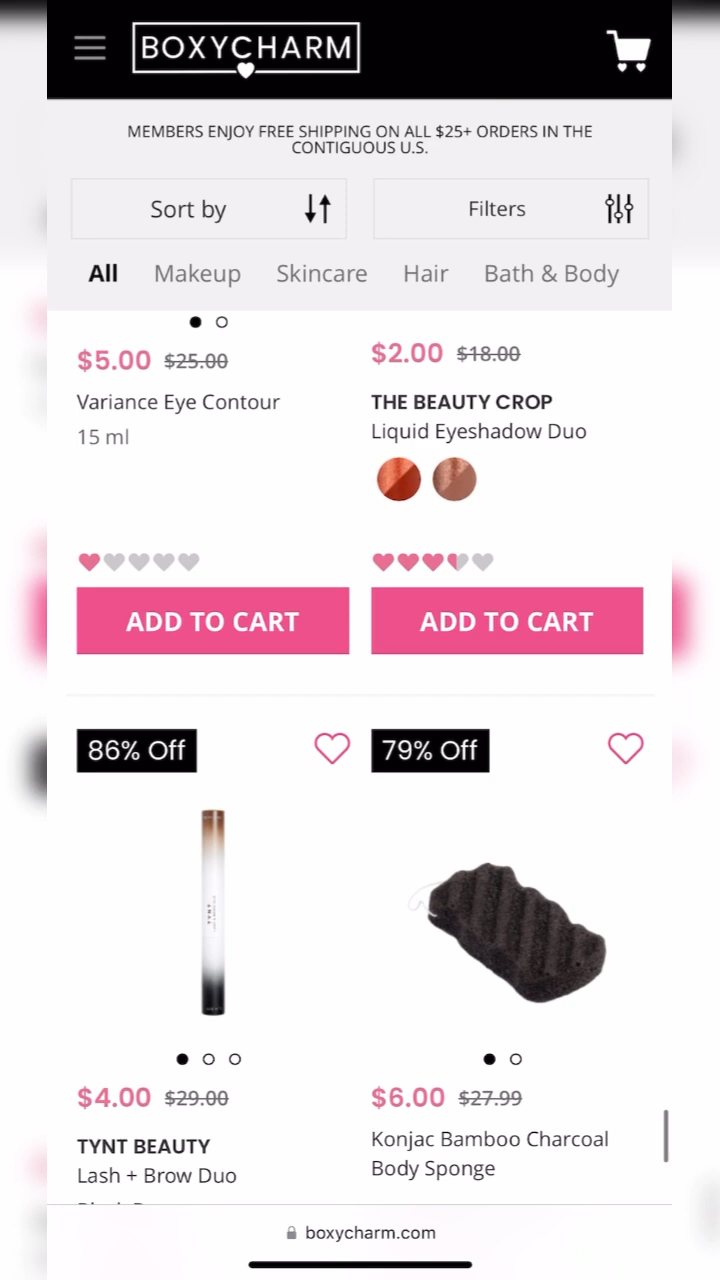 BOXYCHARM
MEMBERS ENJOY FREE SHIPPING ON ALL $25+ ORDERS IN THE
CONTIGUOUS U.S.
Sort by
Filters
All Makeup Skincare Hair Bath & Body
$5.00 $25.00
Variance Eye Contour
15 ml
$2.00 $18.00
THE BEAUTY CROP
Liquid Eyeshadow Duo
ADD TO CART
ADD TO CART
86% Off
TYNT
$4.00 $29.00
TYNT BEAUTY
Lash + Brow Duo
79% Off
$6.00 $27.99
Konjac Bamboo Charcoal
Body Sponge
boxycharm.com